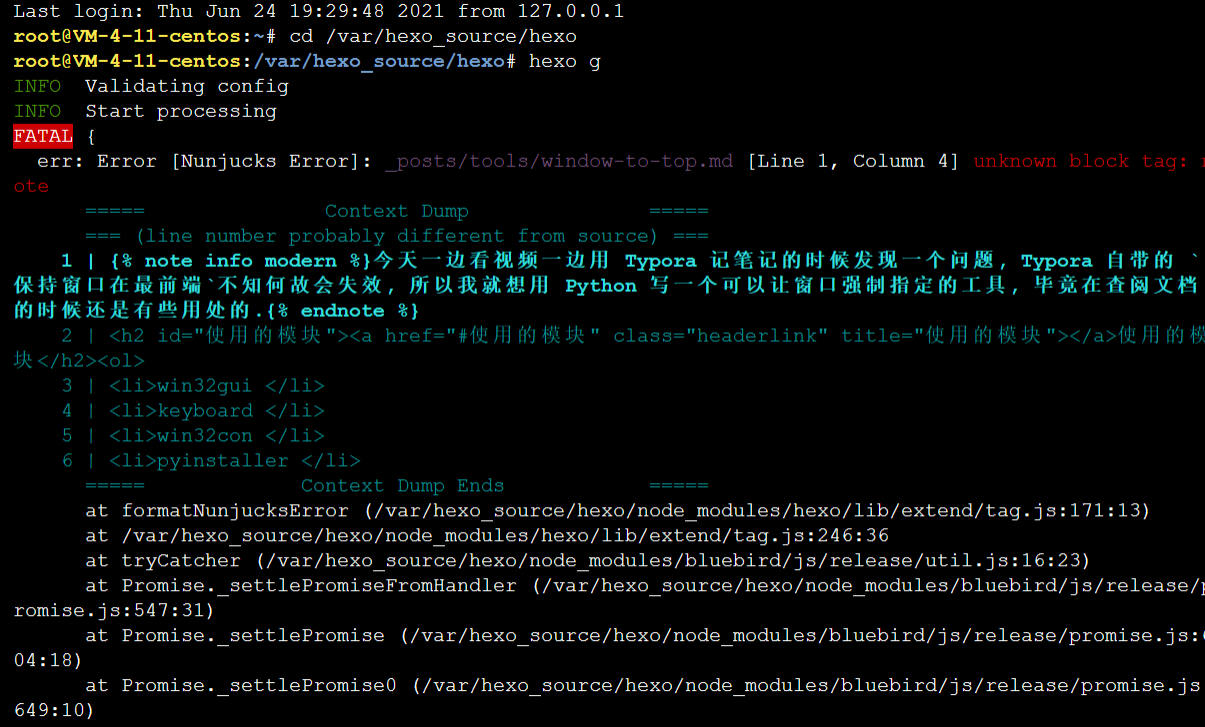 Last login: Thu Jun 24 19:29:48 2021 from 127.0.0.1
root@VM-4-11-centos:~# cd /var/hexo_source/hexo
root@VM-4-11-centos:/var/hexo_source/hexo# hexo g
INFO  Validating config
INFO  Start processing
FATAL {
  err: Error [Nunjucks Error]: _posts/tools/window-to-top.md [Line 1, Column 4] unknown block tag:
ote
      =====               Context Dump               =====
      === (line number probably different from source) ===
    1 | {% note info modern %}今天一边看视频一边用 Typora 记笔记的时候发现一个问题, Typora 自带的 `
保持窗口在最前端`不知何故会失效, 所以我就想用 Python 写一个可以让窗口强制指定的工具, 毕竟在查阅文档
的时候还是有些用处的.{% endnote %}
    2 | <h2 id="使用的模块"><a href="#使用的模块" class="headerlink" title="使用的模块"></a>使用的模
块</h2><ol>
    3 | <li>win32gui </li>
    4 | <li>keyboard </li>
    5 | <li>win32con </li>
    6 | <li>pyinstaller </li>
      =====             Context Dump Ends            =====
      at formatNunjucksError (/var/hexo_source/hexo/node_modules/hexo/lib/extend/tag.js:171:13)
      at /var/hexo_source/hexo/node_modules/hexo/lib/extend/tag.js:246:36
      at tryCatcher (/var/hexo_source/hexo/node_modules/bluebird/js/release/util.js:16:23)
      at Promise._settlePromiseFromHandler (/var/hexo_source/hexo/node_modules/bluebird/js/release/p
romise.js:547:31)
      at Promise._settlePromise (/var/hexo_source/hexo/node_modules/bluebird/js/release/promise.js:
04:18)
      at Promise._settlePromise0 (/var/hexo_source/hexo/node_modules/bluebird/js/release/promise.js
649:10)